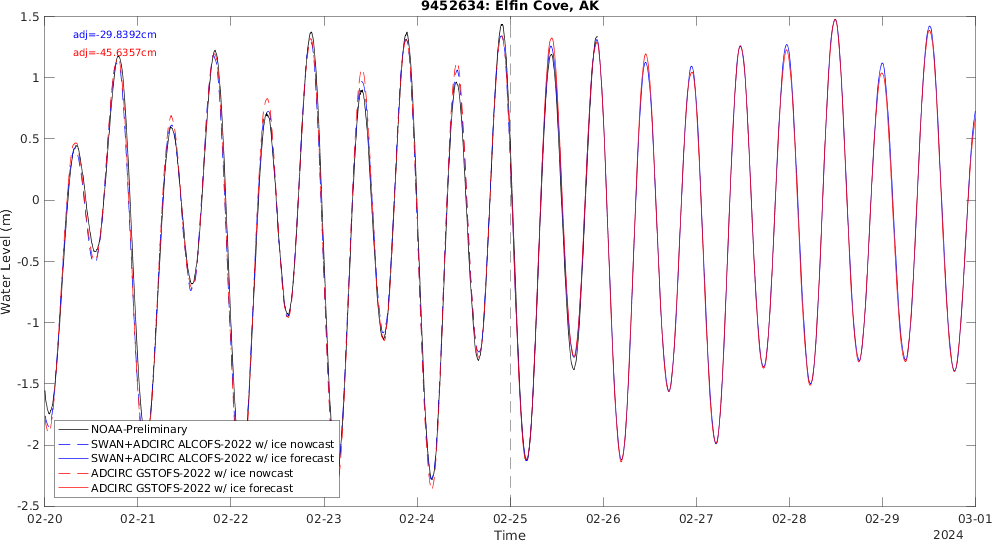 9452634: Elfin Cove, AK
adj=-29.8392cm
adj=-45.6357cm
1.5
1
0.5
0
-0.5
-1
-1.5
-2
-2.5
Water Level (m)
NOAA-Preliminary
SWAN+ADCIRC ALCOFS-2022 w/ ice nowcast
SWAN+ADCIRC ALCOFS-2022 w/ ice forecast
ADCIRC GSTOFS-2022 w/ ice nowcast
ADCIRC GSTOFS-2022 w/ ice forecast
02-20 02-21 02-22 02-23 02-24 02-25 02-26 02-27 02-28 02-29 03-01
Time
2024